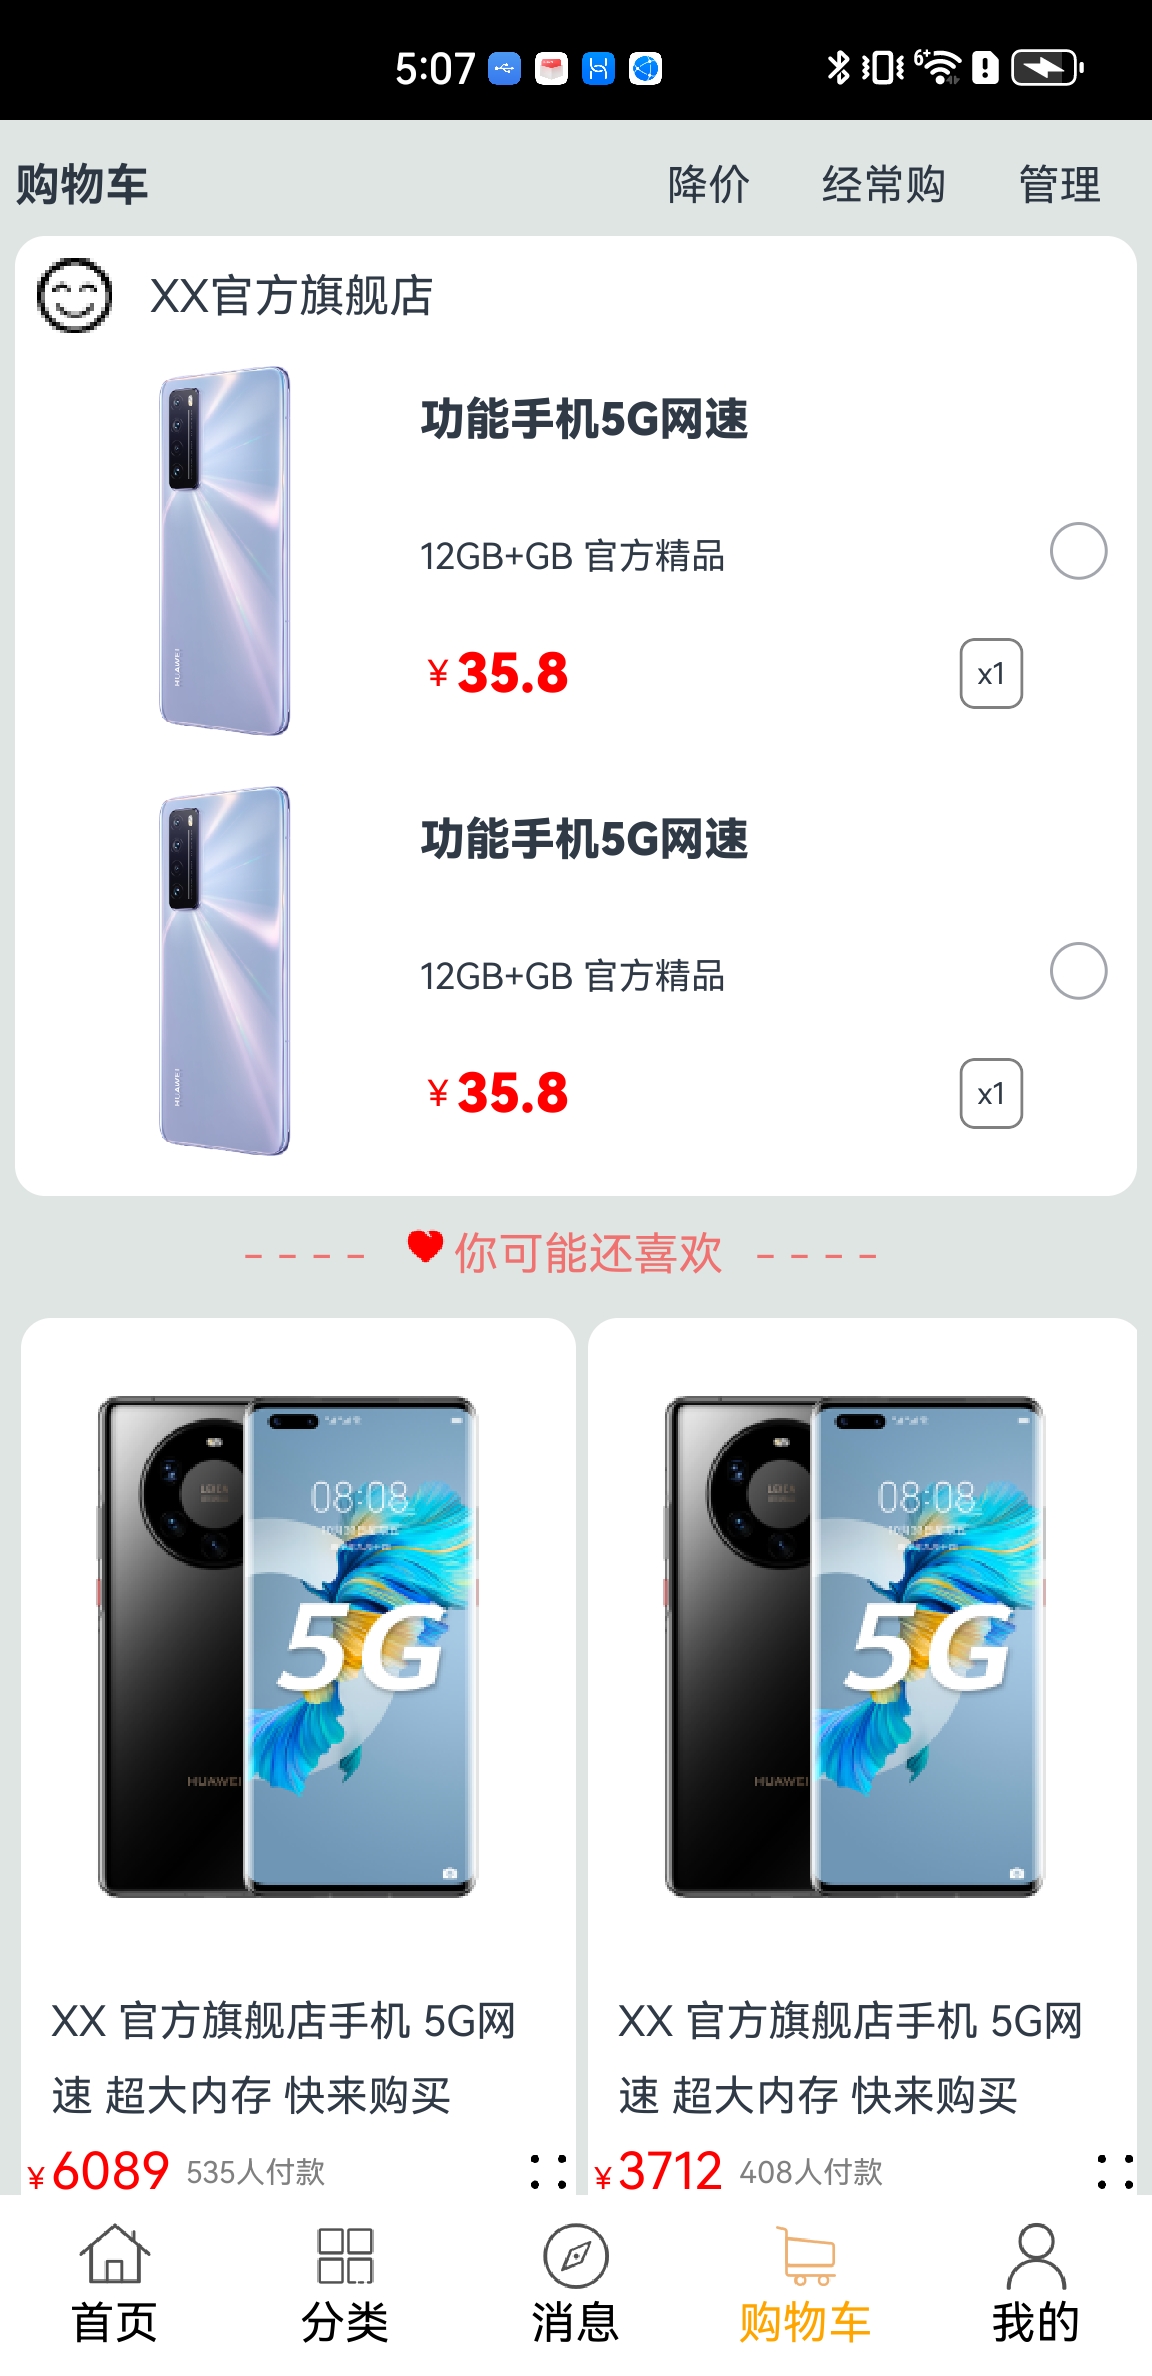 5:07
购物车 降价 经常购 管理
XX官方旗舰店
功能手机5G网速
12GB+GB 官方精品
¥35.8 x1
HUAWEI
功能手机5G网速
12GB+GB 官方精品
¥35.8 x1
HUAWEI
---- 你可能还喜欢 ----
08:08 08:08
5G 5G
HUAWEI HUAWEI
XX 官方旗舰店手机 5G网 XX 官方旗舰店手机 5G网
速 超大内存 快来购买 速 超大内存 快来购买
¥6089 535人付款 ¥3712 408人付款
首页 分类 消息 购物车 我的